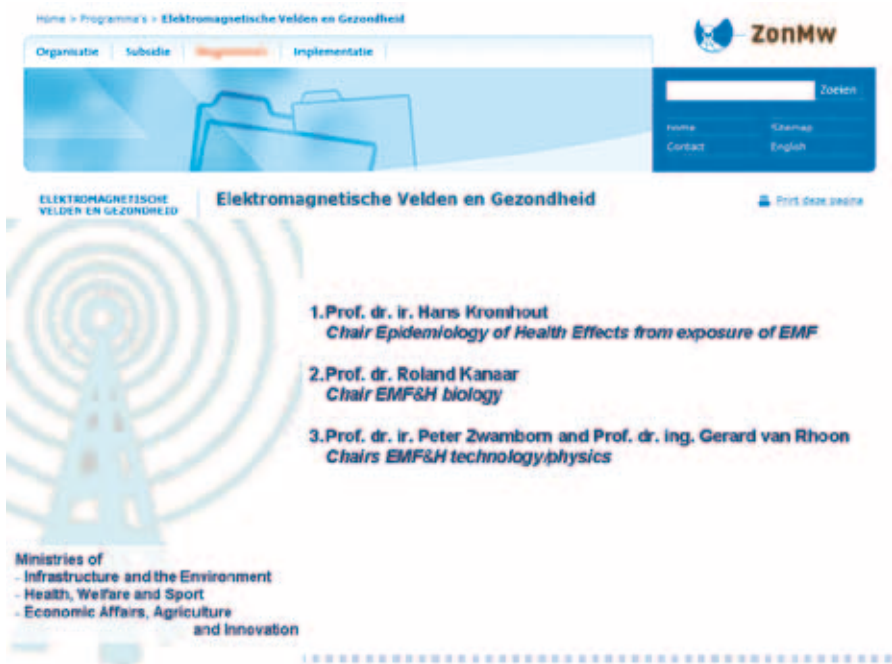 Home > Programma's > Elektromagnetische Velden en Gezondheid
ZonMw
Organisatie Subsidie Implementatie
Zoeken
Home Sitemap
Contact English
ELEKTROMAGNETISCHE
VELDEN EN GEZONDHEID
Elektromagnetische Velden en Gezondheid
Print deze pagina
1.Prof. dr. ir. Hans Kromhout
Chair Epidemiology of Health Effects from exposure of EMF
2.Prof. dr. Roland Kanaar
Chair EMF&H biology
3.Prof. dr. ir. Peter Zwamborn and Prof. dr. ing. Gerard van Rhoon
Chairs EMF&H technology/physics
Ministries of
- Infrastructure and the Environment
- Health, Welfare and Sport
- Economic Affairs, Agriculture
and Innovation